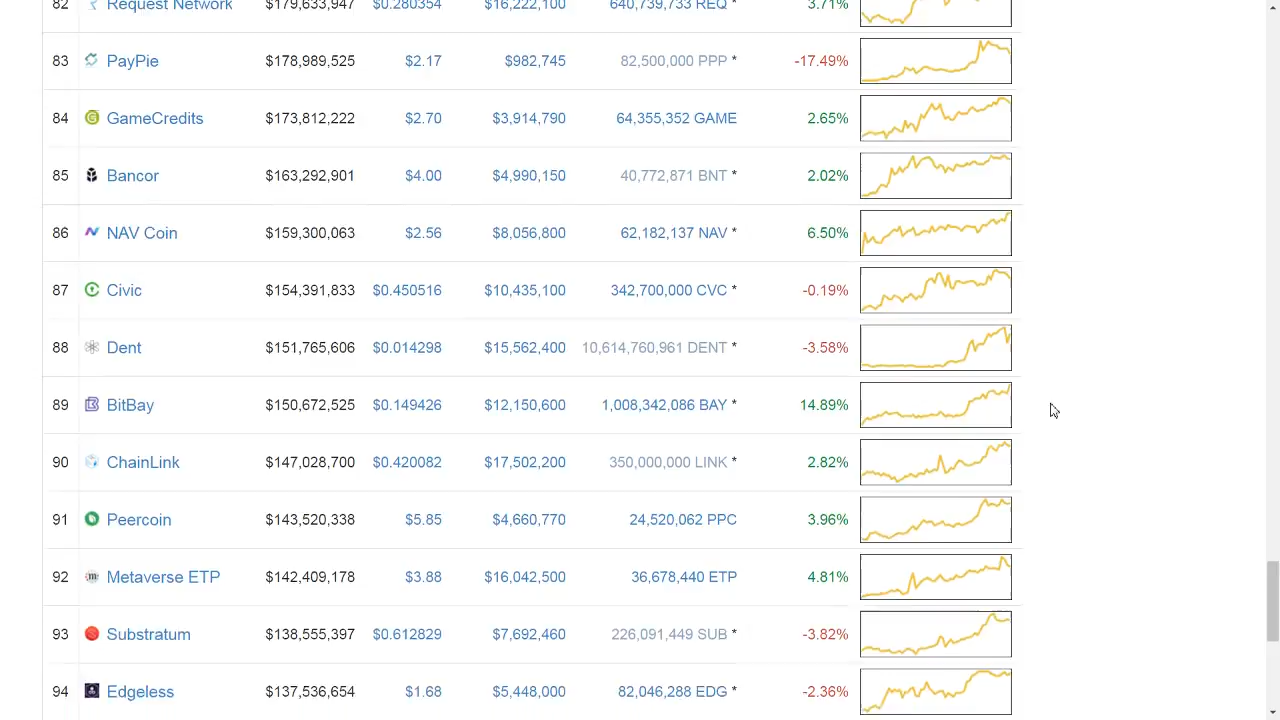 82 Request Network $179,633,947 $0.280354 $16,222,100 640,739,733 REQ * 3.71%
83 PayPie $178,989,525 $2.17 $982,745 82,500,000 PPP * -17.49%
84 GameCredits $173,812,222 $2.70 $3,914,790 64,355,352 GAME 2.65%
85 Bancor $163,292,901 $4.00 $4,990,150 40,772,871 BNT * 2.02%
86 NAV Coin $159,300,063 $2.56 $8,056,800 62,182,137 NAV * 6.50%
87 Civic $154,391,833 $0.450516 $10,435,100 342,700,000 CVC * -0.19%
88 Dent $151,765,606 $0.014298 $15,562,400 10,614,760,961 DENT * -3.58%
89 BitBay $150,672,525 $0.149426 $12,150,600 1,008,342,086 BAY * 14.89%
90 ChainLink $147,028,700 $0.420082 $17,502,200 350,000,000 LINK * 2.82%
91 Peercoin $143,520,338 $5.85 $4,660,770 24,520,062 PPC 3.96%
92 Metaverse ETP $142,409,178 $3.88 $16,042,500 36,678,440 ETP 4.81%
93 Substratum $138,555,397 $0.612829 $7,692,460 226,091,449 SUB * -3.82%
94 Edgeless $137,536,654 $1.68 $5,448,000 82,046,288 EDG * -2.36%